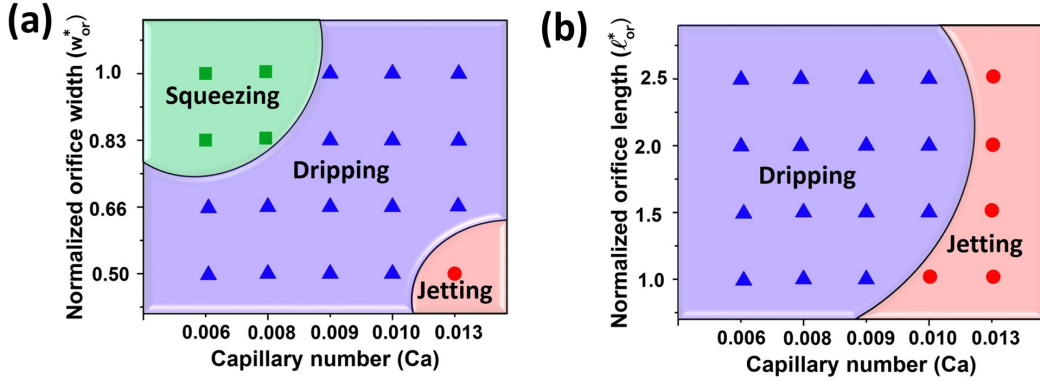 (a)
Normalized orifice width (w*or)
1.0
0.83
0.66
0.50
Squeezing
Dripping
Jetting
0.006 0.008 0.009 0.010 0.013
Capillary number (Ca)
(b)
Normalized orifice length (ℓ*or)
2.5
2.0
1.5
1.0
Dripping
Jetting
0.006 0.008 0.009 0.010 0.013
Capillary number (Ca)